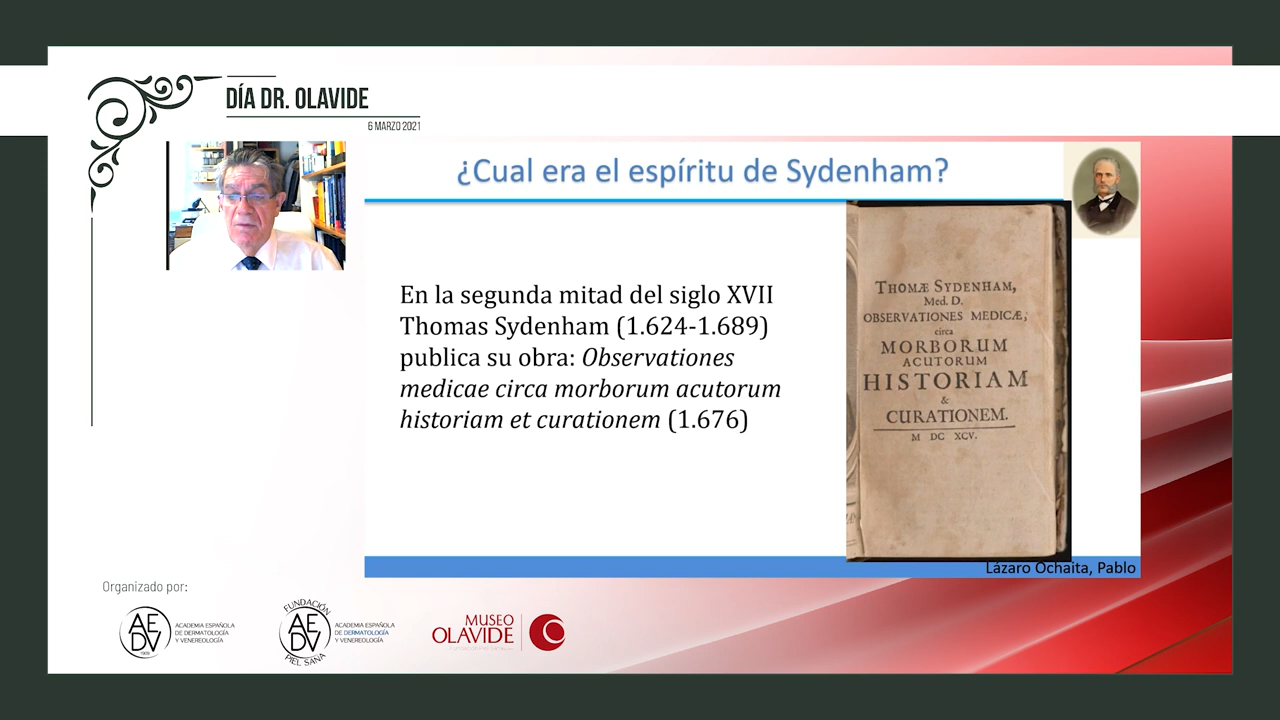 DÍA DR. OLAVIDE
6 MARZO 2021
¿Cual era el espíritu de Sydenham?
En la segunda mitad del siglo XVII
Thomas Sydenham (1.624-1.689)
publica su obra: Observationes
medicae circa morborum acutorum
historiam et curationem (1.676)
THOMÆ SYDENHAM,
Med. D.
OBSERVATIONES MEDICÆ,
circa
MORBORUM
ACUTORUM
HISTORIAM
&
CURATIONEM.
M DC XCV.
Lázaro Ochaita, Pablo
Organizado por:
AEDV
1909
ACADEMIA ESPAÑOLA
DE DERMATOLOGÍA
Y VENEREOLOGÍA
FUNDACIÓN
AEDV
PIEL SANA
ACADEMIA ESPAÑOLA
DE DERMATOLOGÍA
Y VENEREOLOGÍA
MUSEO
OLAVIDE